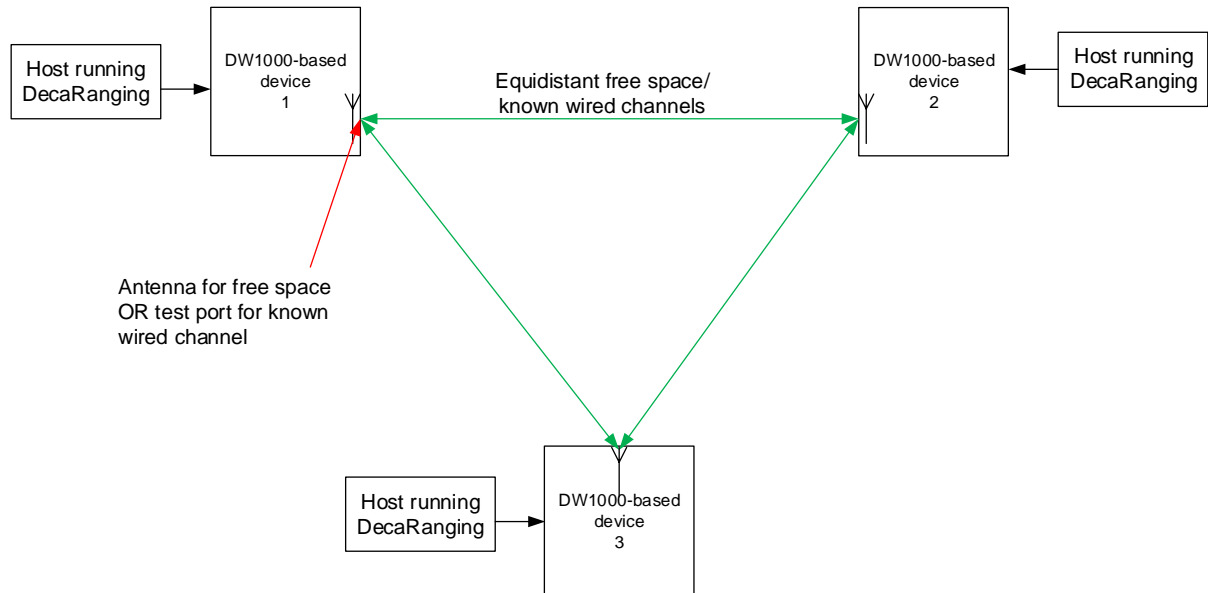 Host running
DecaRanging
DW1000-based
device
1
Equidistant free space/
known wired channels
DW1000-based
device
2
Host running
DecaRanging
Antenna for free space
OR test port for known
wired channel
Host running
DecaRanging
DW1000-based
device
3